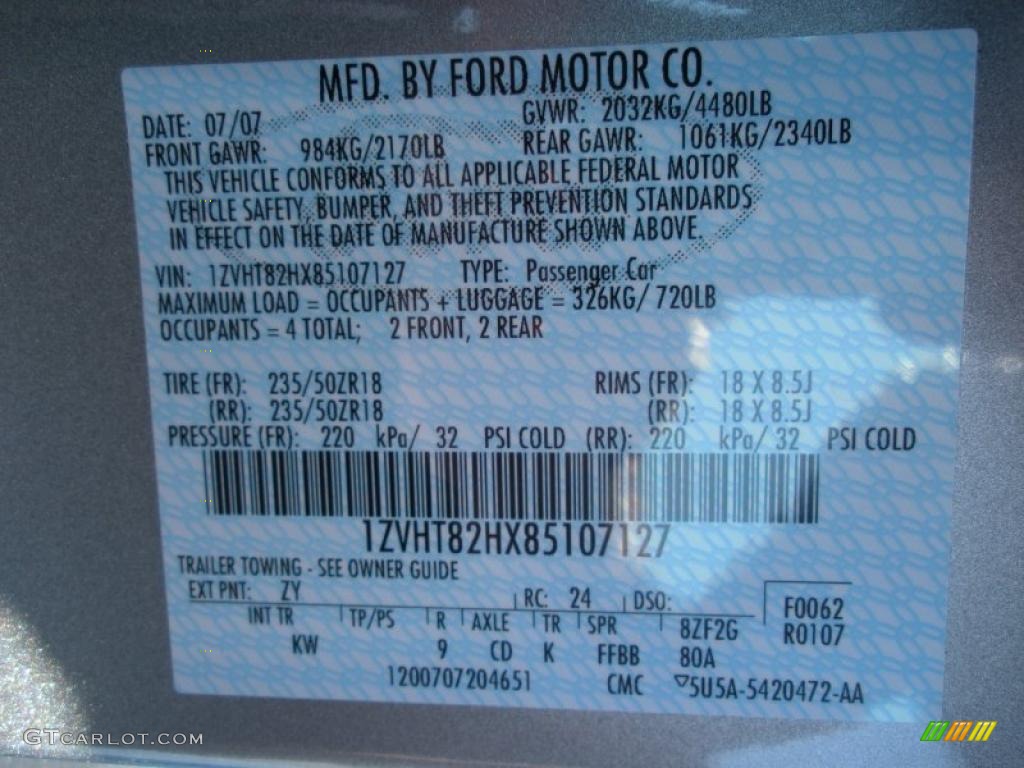 MFD. BY FORD MOTOR CO.
DATE: 07/07 GVWR: 2032KG/4480LB
FRONT GAWR: 984KG/2170LB REAR GAWR: 1061KG/2340LB
THIS VEHICLE CONFORMS TO ALL APPLICABLE FEDERAL MOTOR
VEHICLE SAFETY, BUMPER, AND THEFT PREVENTION STANDARDS
IN EFFECT ON THE DATE OF MANUFACTURE SHOWN ABOVE.
VIN: 1ZVHT82HX85107127 TYPE: Passenger Car
MAXIMUM LOAD = OCCUPANTS + LUGGAGE = 326KG/ 720LB
OCCUPANTS = 4 TOTAL; 2 FRONT, 2 REAR
TIRE (FR): 235/50ZR18 RIMS (FR): 18 X 8.5J
(RR): 235/50ZR18 (RR): 18 X 8.5J
PRESSURE (FR): 220 kPa/ 32 PSI COLD (RR): 220 kPa/ 32 PSI COLD
1ZVHT82HX85107127
TRAILER TOWING - SEE OWNER GUIDE
EXT PNT: ZY RC: 24 DSO: F0062
INT TR TP/PS R AXLE TR SPR 8ZF2G R0107
KW 9 CD K FFBB 80A
1200707204651 CMC ▽5U5A-5420472-AA
GTCARLOT.COM